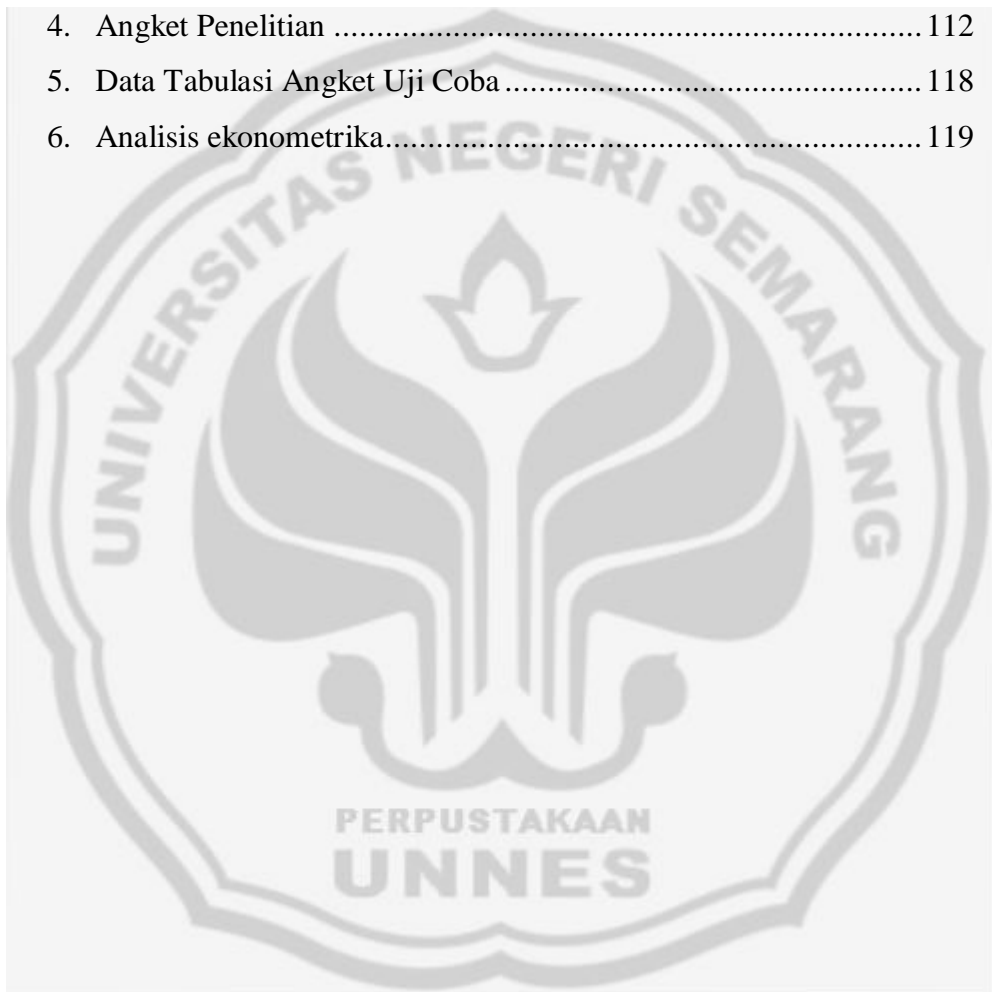 4. Angket Penelitian ........................................................................ 112
5. Data Tabulasi Angket Uji Coba .................................................. 118
6. Analisis ekonometrika................................................................. 119
UNIVERSITAS NEGERI SEMARANG
PERPUSTAKAAN
UNNES